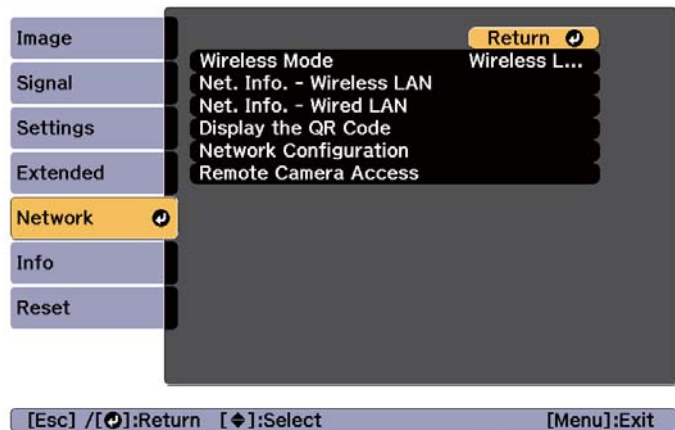 Image
Signal
Settings
Extended
Network
Info
Reset
Return
Wireless Mode Wireless L...
Net. Info. - Wireless LAN
Net. Info. - Wired LAN
Display the QR Code
Network Configuration
Remote Camera Access
[Esc] /[⏎]:Return [◆]:Select [Menu]:Exit